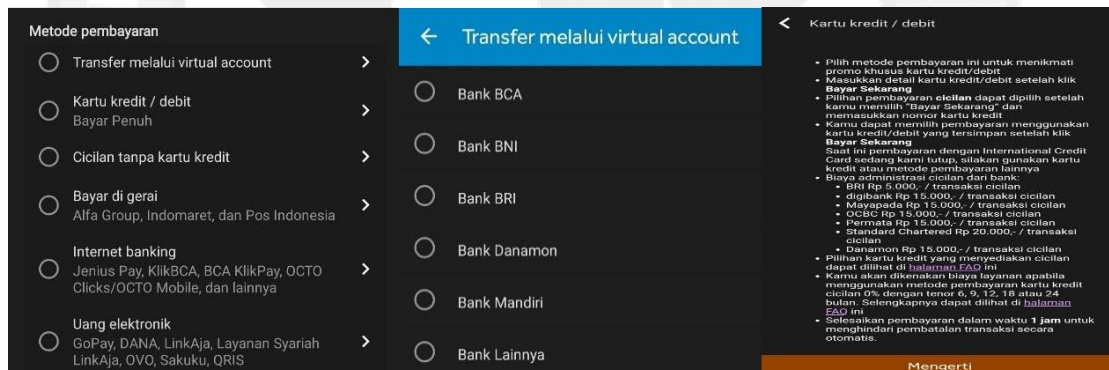 Metode pembayaran
Transfer melalui virtual account
Kartu kredit / debit
Bayar Penuh
Cicilan tanpa kartu kredit
Bayar di gerai
Alfa Group, Indomaret, dan Pos Indonesia
Internet banking
Jenius Pay, KlikBCA, BCA KlikPay, OCTO
Clicks/OCTO Mobile, dan lainnya
Uang elektronik
GoPay, DANA, LinkAja, Layanan Syariah
LinkAja, OVO, Sakuku, QRIS
Transfer melalui virtual account
Bank BCA
Bank BNI
Bank BRI
Bank Danamon
Bank Mandiri
Bank Lainnya
Kartu kredit / debit
Pilih metode pembayaran ini untuk menikmati
promo khusus kartu kredit/debit
Masukkan detail kartu kredit/debit setelah klik
Bayar Sekarang
Pilihan pembayaran cicilan dapat dipilih setelah
kamu memilih "Bayar Sekarang" dan
memasukkan nomor kartu kredit
Kamu dapat memilih pembayaran menggunakan
kartu kredit/debit yang tersimpan setelah klik
Bayar Sekarang
Saat ini pembayaran dengan International Credit
Card sedang kami tutup, silakan gunakan kartu
kredit atau metode pembayaran lainnya
Biaya administrasi cicilan dari bank:
BRI Rp 5.000,- / transaksi cicilan
digibank Rp 15.000,- / transaksi cicilan
Mayapada Rp 15.000,- / transaksi cicilan
OCBC Rp 15.000,- / transaksi cicilan
Permata Rp 15.000,- / transaksi cicilan
Standard Chartered Rp 20.000,- / transaksi
cicilan
Danamon Rp 15.000,- / transaksi cicilan
Pilihan kartu kredit yang menyediakan cicilan
dapat dilihat di halaman FAQ ini
Kamu akan dikenakan biaya layanan apabila
menggunakan metode pembayaran kartu kredit
cicilan 0% dengan tenor 6, 9, 12, 18 atau 24
bulan. Selengkapnya dapat dilihat di halaman
FAQ ini
Selesaikan pembayaran dalam waktu 1 jam untuk
menghindari pembatalan transaksi secara
otomatis.
Mengerti